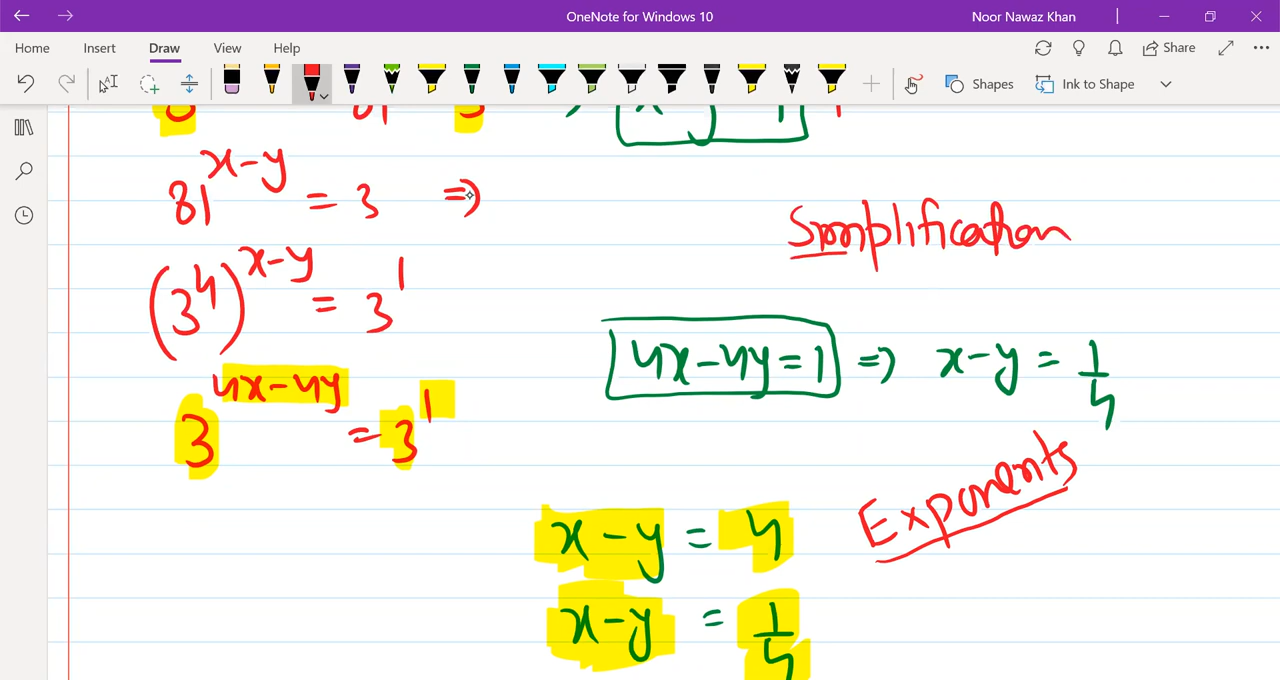 OneNote for Windows 10
Noor Nawaz Khan
Home Insert Draw View Help
Share
Shapes
Ink to Shape
81^(x-y) = 3 =>
Simplification
(3^4)^(x-y) = 3^1
4x-4y=1 => x-y = 1/4
3^(4x-4y) = 3^1
Exponents
x-y = 4
x-y = 1/4